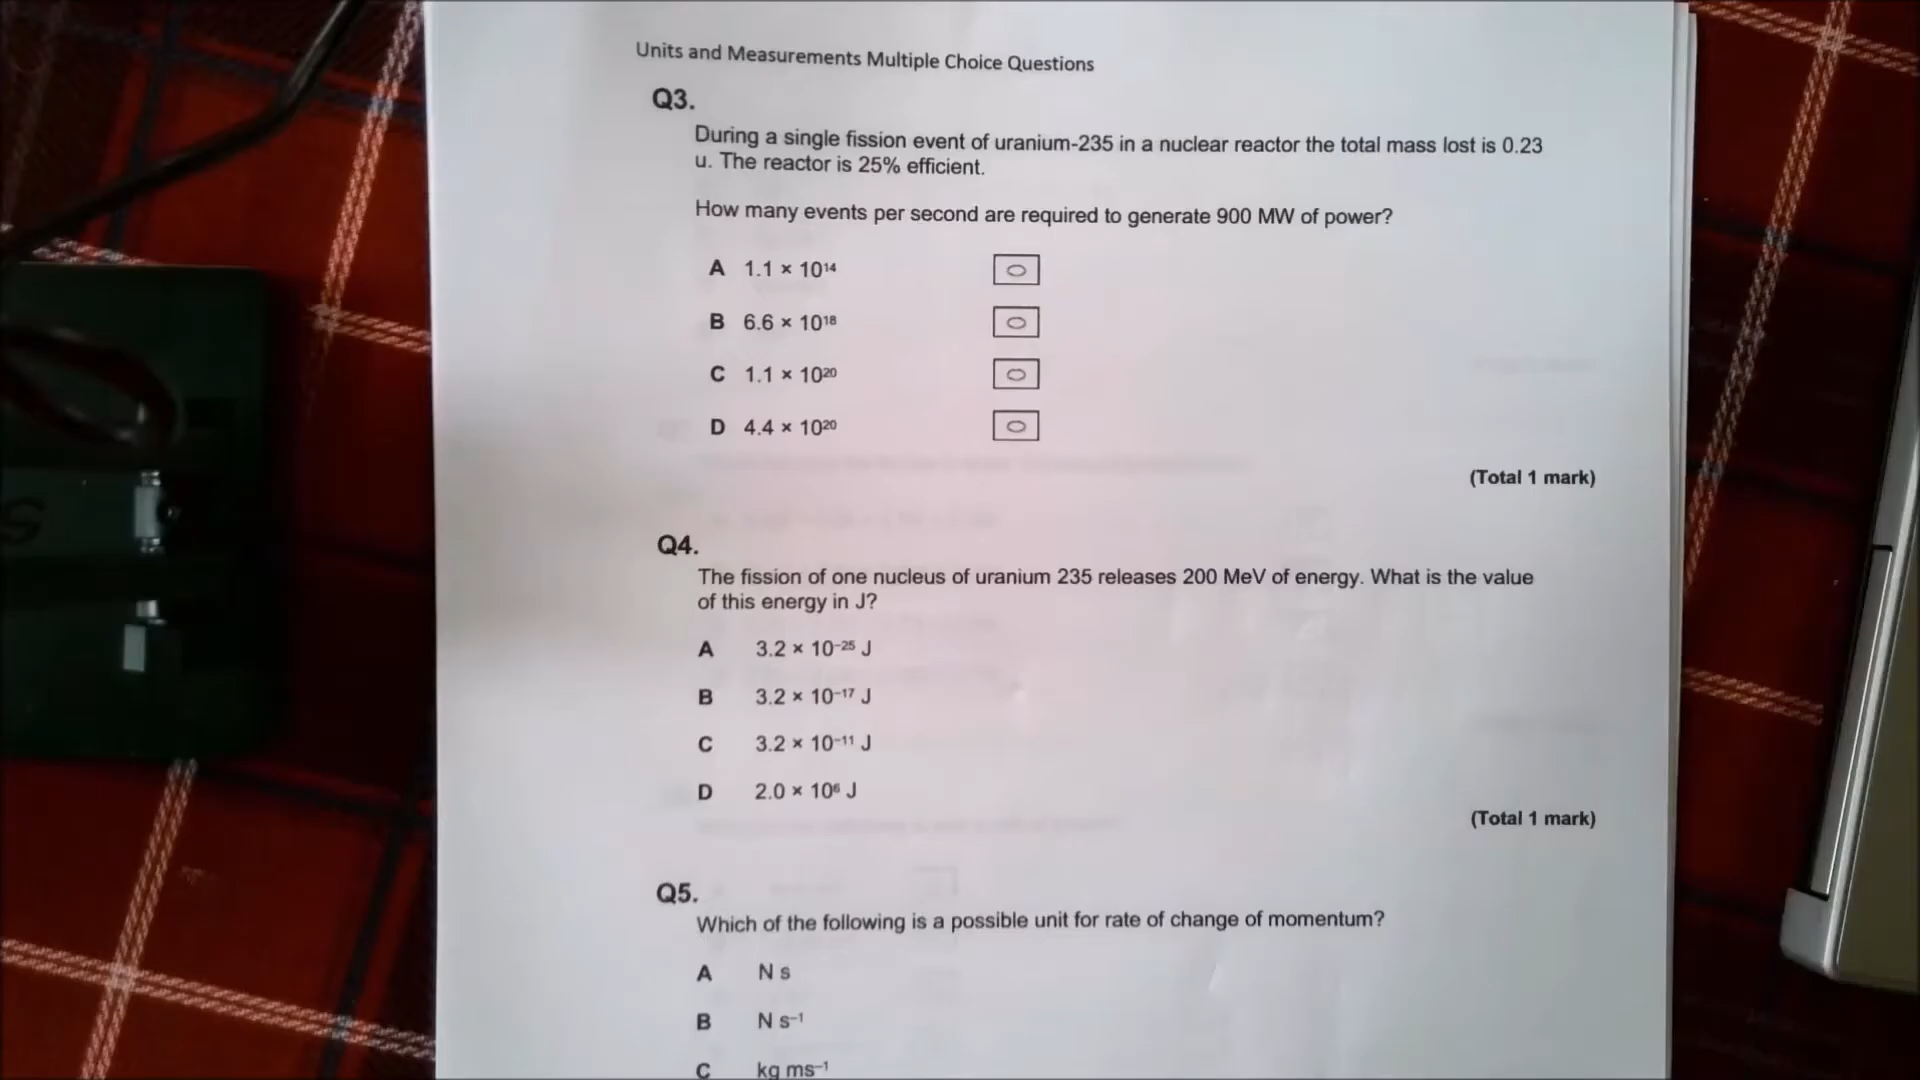 Units and Measurements Multiple Choice Questions
Q3.
During a single fission event of uranium-235 in a nuclear reactor the total mass lost is 0.23
u. The reactor is 25% efficient.
How many events per second are required to generate 900 MW of power?
A 1.1 × 10¹⁴
B 6.6 × 10¹⁸
C 1.1 × 10²⁰
D 4.4 × 10²⁰
(Total 1 mark)
Q4.
The fission of one nucleus of uranium 235 releases 200 MeV of energy. What is the value
of this energy in J?
A 3.2 × 10⁻²⁵ J
B 3.2 × 10⁻¹⁷ J
C 3.2 × 10⁻¹¹ J
D 2.0 × 10⁶ J
(Total 1 mark)
Q5.
Which of the following is a possible unit for rate of change of momentum?
A N s
B N s⁻¹
C kg ms⁻¹